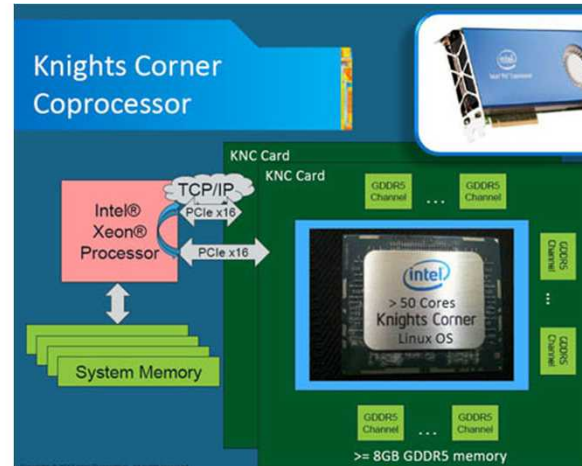 Knights Corner
Coprocessor
intel
KNC Card
KNC Card
TCP/IP
PCIe x16
PCIe x16
Intel®
Xeon®
Processor
System Memory
GDDR5
Channel
...
GDDR5
Channel
GDDR5
Channel
...
GDDR5
Channel
intel
> 50 Cores
Knights Corner
Linux OS
GDDR5
Channel
...
GDDR5
Channel
>= 8GB GDDR5 memory